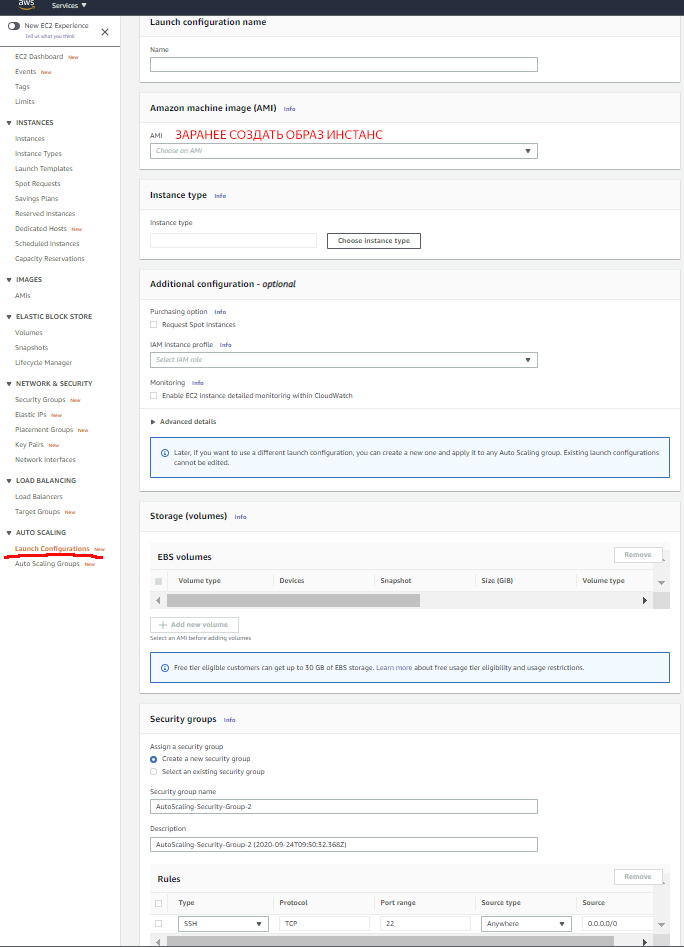 aws
Services
New EC2 Experience
Tell us what you think
EC2 Dashboard New
Events New
Tags
Limits
INSTANCES
Instances
Instance Types
Launch Templates
Spot Requests
Savings Plans
Reserved Instances
Dedicated Hosts New
Scheduled Instances
Capacity Reservations
IMAGES
AMIs
ELASTIC BLOCK STORE
Volumes
Snapshots
Lifecycle Manager
NETWORK & SECURITY
Security Groups New
Elastic IPs New
Placement Groups New
Key Pairs New
Network Interfaces
LOAD BALANCING
Load Balancers
Target Groups New
AUTO SCALING
Launch Configurations New
Auto Scaling Groups New
Launch configuration name
Name
Amazon machine image (AMI) Info
AMI ЗАРАНЕЕ СОЗДАТЬ ОБРАЗ ИНСТАНС
Choose an AMI
Instance type Info
Instance type
Choose instance type
Additional configuration - optional
Purchasing option Info
Request Spot Instances
IAM instance profile Info
Select IAM role
Monitoring Info
Enable EC2 instance detailed monitoring within CloudWatch
Advanced details
Later, if you want to use a different launch configuration, you can create a new one and apply it to any Auto Scaling group. Existing launch configurations
cannot be edited.
Storage (volumes) Info
EBS volumes Remove
Volume type Devices Snapshot Size (GiB) Volume type
Add new volume
Select an AMI before adding volumes
Free tier eligible customers can get up to 30 GB of EBS storage. Learn more about free usage tier eligibility and usage restrictions.
Security groups Info
Assign a security group
Create a new security group
Select an existing security group
Security group name
AutoScaling-Security-Group-2
Description
AutoScaling-Security-Group-2 (2020-09-24T09:50:32.368Z)
Rules Remove
Type Protocol Port range Source type Source
SSH TCP 22 Anywhere 0.0.0.0/0